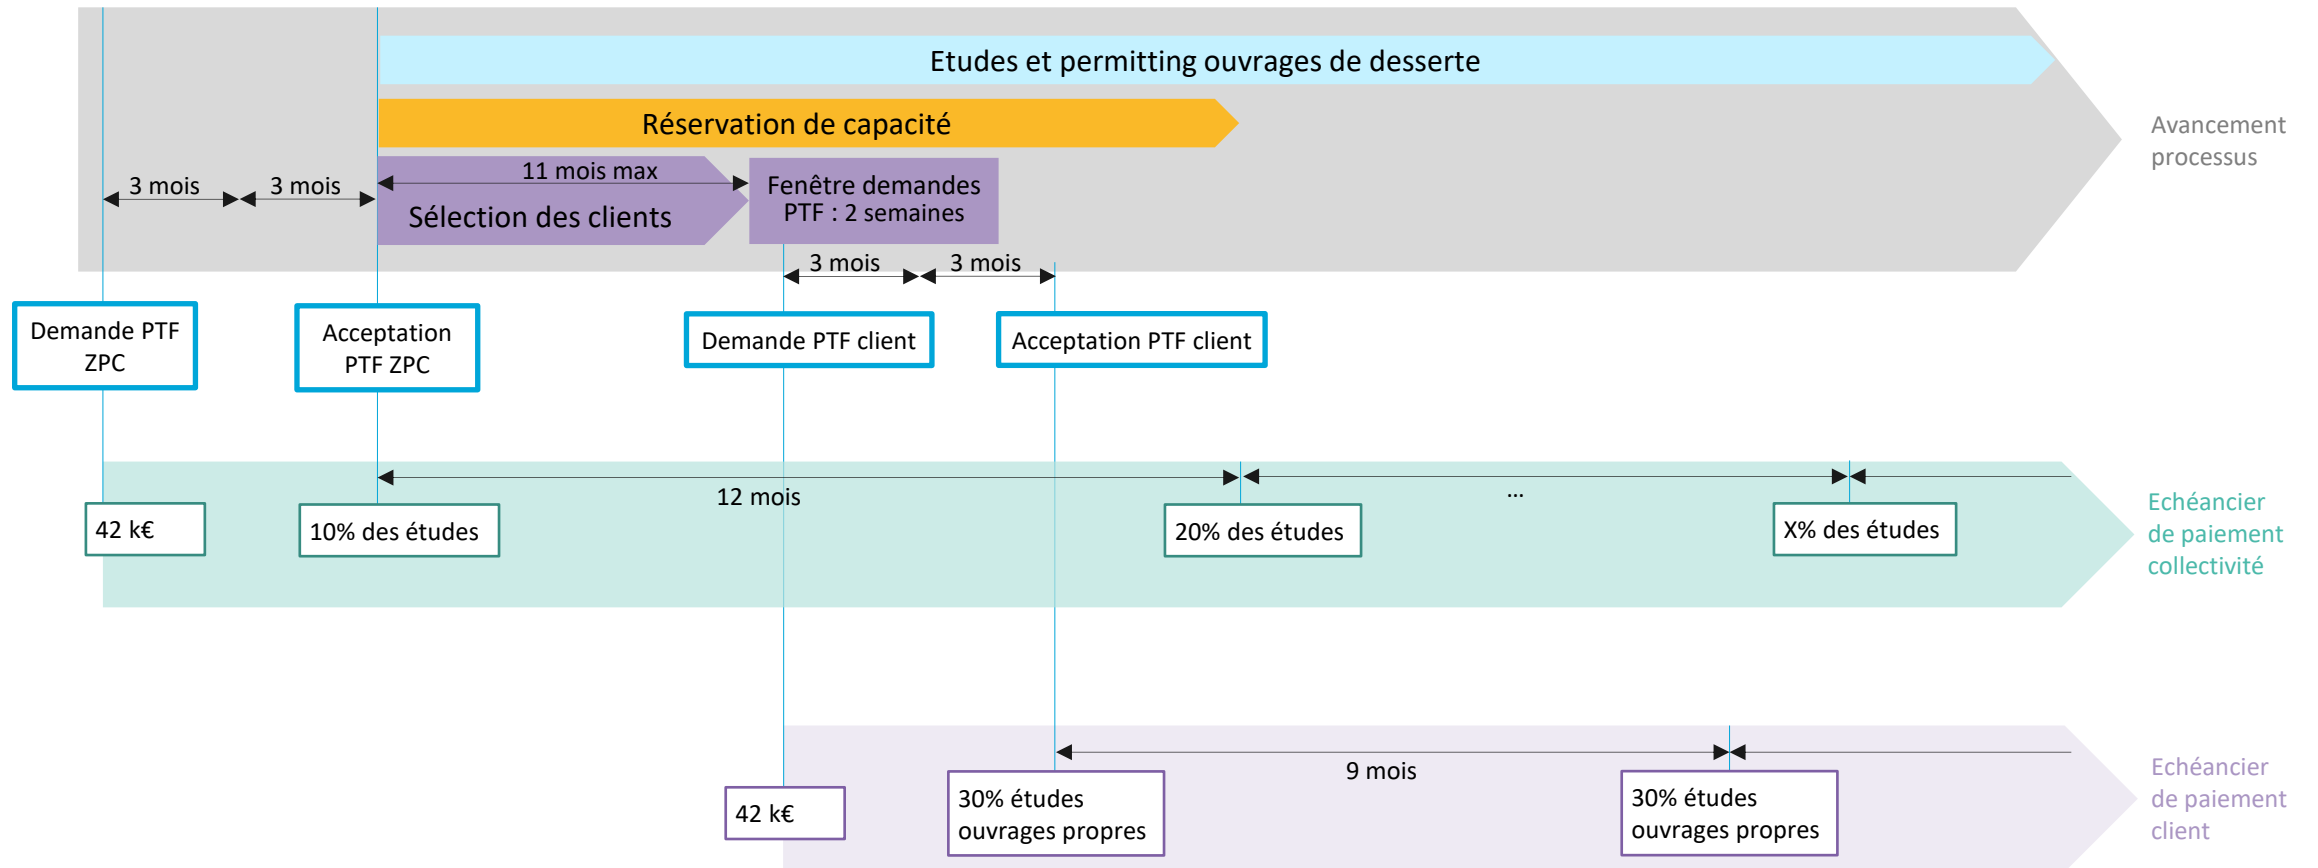 Etudes et permitting ouvrages de desserte
Réservation de capacité
Avancement
processus
3 mois
3 mois
11 mois max
Sélection des clients
Fenêtre demandes
PTF : 2 semaines
3 mois
3 mois
Demande PTF
ZPC
Acceptation
PTF ZPC
Demande PTF client
Acceptation PTF client
12 mois
...
42 k€
10% des études
20% des études
X% des études
Echéancier
de paiement
collectivité
9 mois
42 k€
30% études
ouvrages propres
30% études
ouvrages propres
Echéancier
de paiement
client